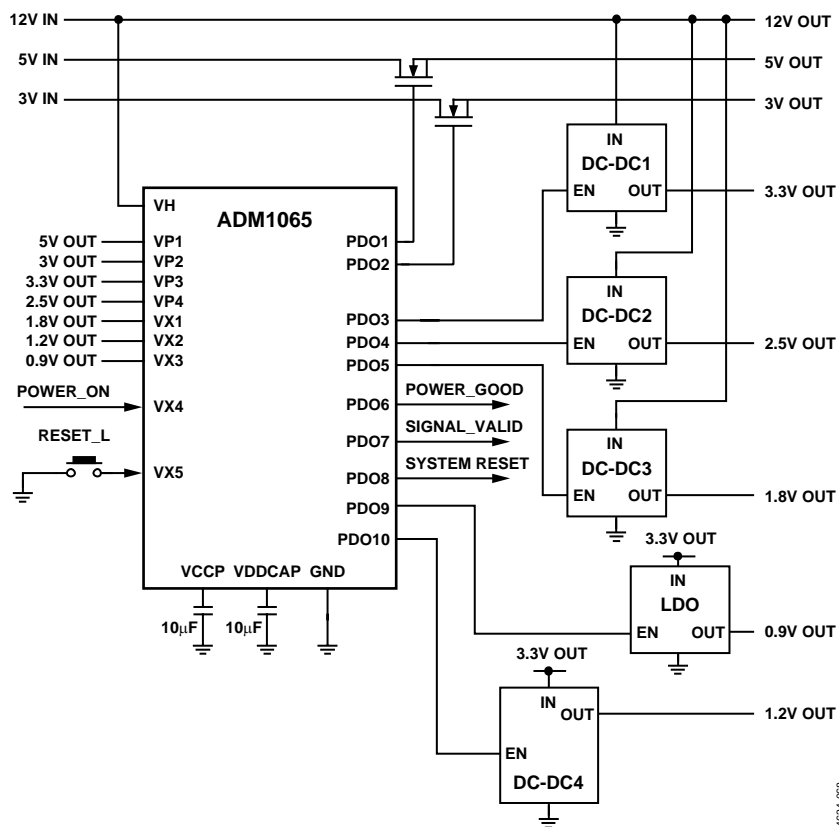 12V IN
12V OUT
5V IN
5V OUT
3V IN
3V OUT
IN
DC-DC1
EN OUT
3.3V OUT
VH
ADM1065
5V OUT VP1
3V OUT VP2
3.3V OUT VP3
2.5V OUT VP4
1.8V OUT VX1
1.2V OUT VX2
0.9V OUT VX3
POWER_ON
VX4
RESET_L
VX5
PDO1
PDO2
PDO3
PDO4
PDO5
PDO6
PDO7
PDO8
PDO9
PDO10
POWER_GOOD
SIGNAL_VALID
SYSTEM RESET
IN
DC-DC2
EN OUT
2.5V OUT
IN
DC-DC3
EN OUT
1.8V OUT
VCCP VDDCAP GND
10μF 10μF
3.3V OUT
IN
LDO
EN OUT
0.9V OUT
3.3V OUT
IN
OUT
1.2V OUT
EN
DC-DC4